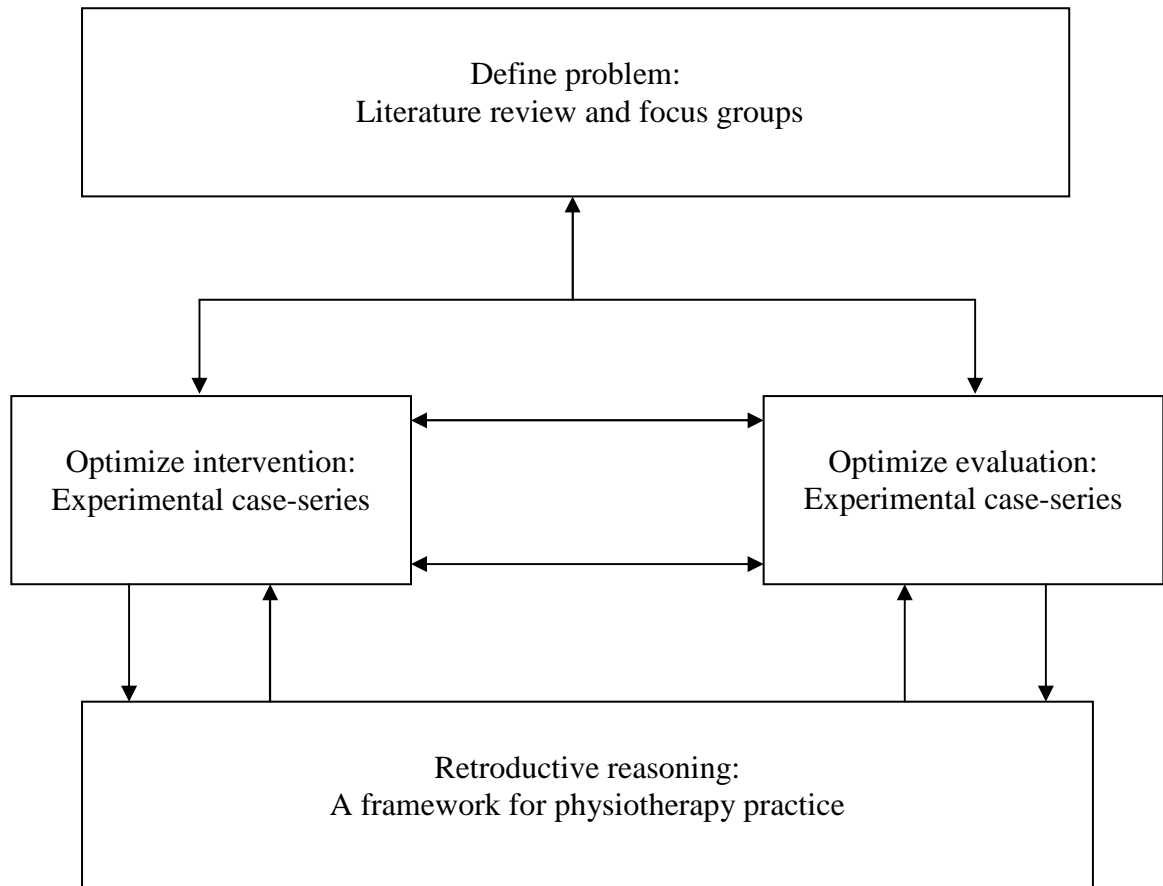 Define problem:
Literature review and focus groups
Optimize intervention:
Experimental case-series
Optimize evaluation:
Experimental case-series
Retroductive reasoning:
A framework for physiotherapy practice